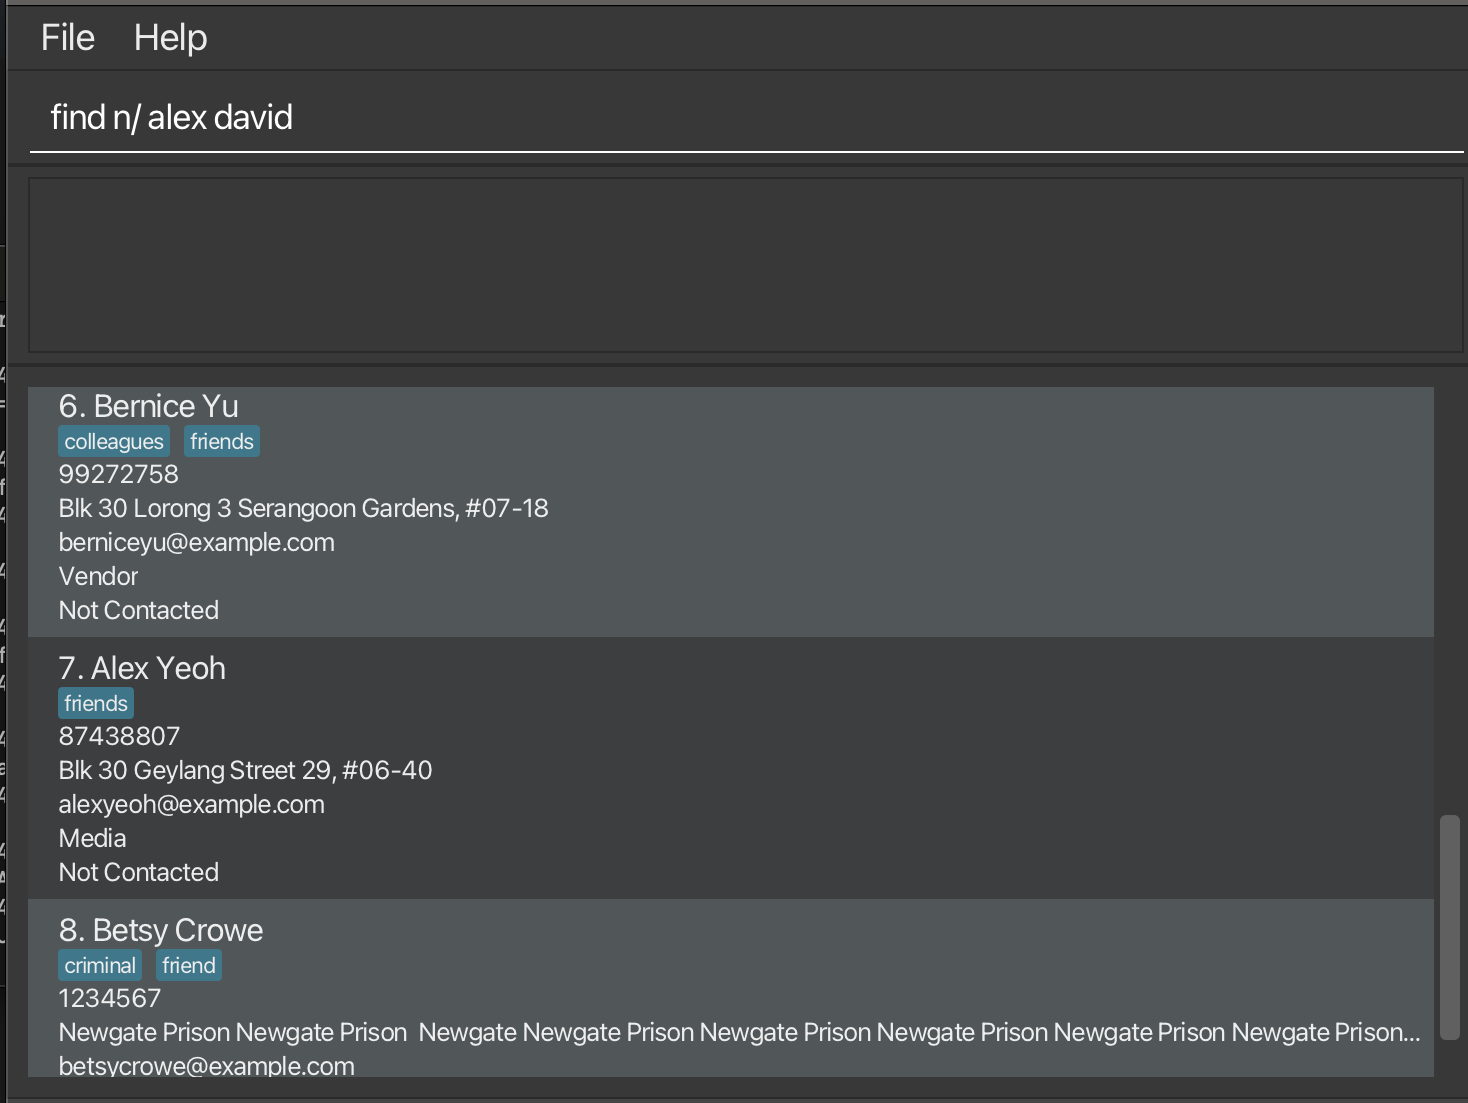 File Help
find n/ alex david
6. Bernice Yu
colleagues friends
99272758
Blk 30 Lorong 3 Serangoon Gardens, #07-18
berniceyu@example.com
Vendor
Not Contacted
7. Alex Yeoh
friends
87438807
Blk 30 Geylang Street 29, #06-40
alexyeoh@example.com
Media
Not Contacted
8. Betsy Crowe
criminal friend
1234567
Newgate Prison Newgate Prison  Newgate Newgate Prison Newgate Prison Newgate Prison Newgate Prison Newgate Prison...
betsycrowe@example.com